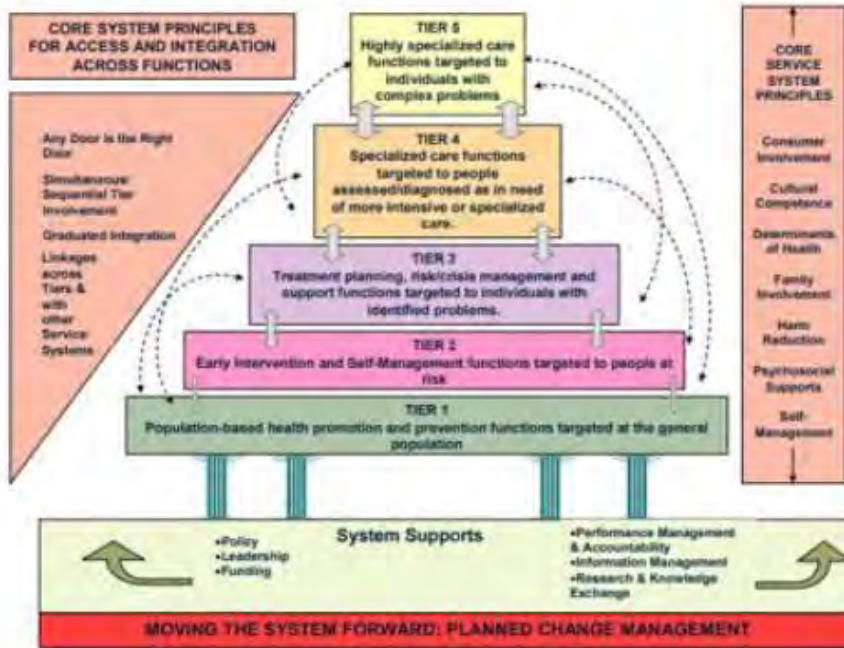 CORE SYSTEM PRINCIPLES
FOR ACCESS AND INTEGRATION
ACROSS FUNCTIONS
Any Door is the Right
Door
Simultaneous/
Sequential Tier
Involvement
Graduated Integration
Linkages
across
Tiers &
with
other
Service
Systems
TIER 5
Highly specialized care
functions targeted to
individuals with
complex problems
TIER 4
Specialized care functions
targeted to people
assessed/diagnosed as in need
of more intensive or specialized
care.
TIER 3
Treatment planning, risk/crisis management and
support functions targeted to individuals with
identified problems.
TIER 2
Early Intervention and Self-Management functions targeted to people at
risk
TIER 1
Population-based health promotion and prevention functions targeted at the general
population
CORE
SERVICE
SYSTEM
PRINCIPLES
Consumer
Involvement
Cultural
Competence
Determinants
of Health
Family
Involvement
Harm
Reduction
Psychosocial
Supports
Self-
Management
System Supports
•Policy
•Leadership
•Funding
•Performance Management
& Accountability
•Information Management
•Research & Knowledge
Exchange
MOVING THE SYSTEM FORWARD: PLANNED CHANGE MANAGEMENT